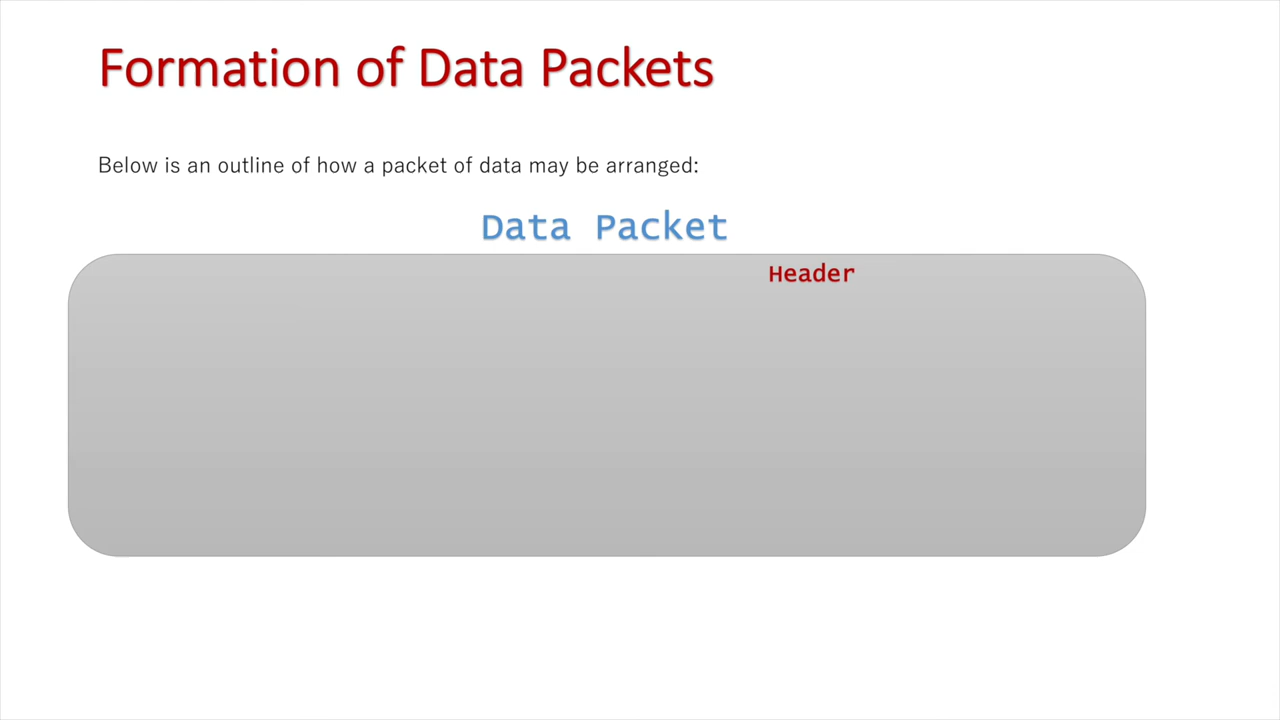 Formation of Data Packets
Below is an outline of how a packet of data may be arranged:
Data Packet
Header